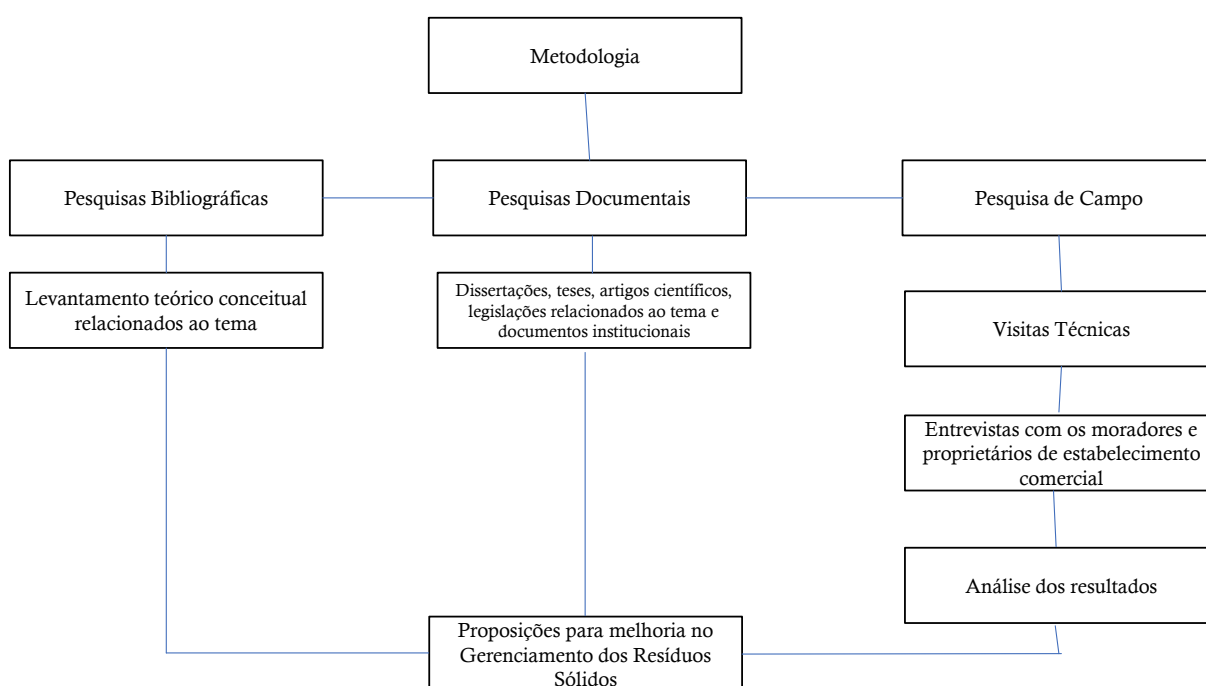 Metodologia
Pesquisas Bibliográficas
Pesquisas Documentais
Pesquisa de Campo
Levantamento teórico conceitual
relacionados ao tema
Dissertações, teses, artigos científicos,
legislações relacionados ao tema e
documentos institucionais
Visitas Técnicas
Entrevistas com os moradores e
proprietários de estabelecimento
comercial
Análise dos resultados
Proposições para melhoria no
Gerenciamento dos Resíduos
Sólidos